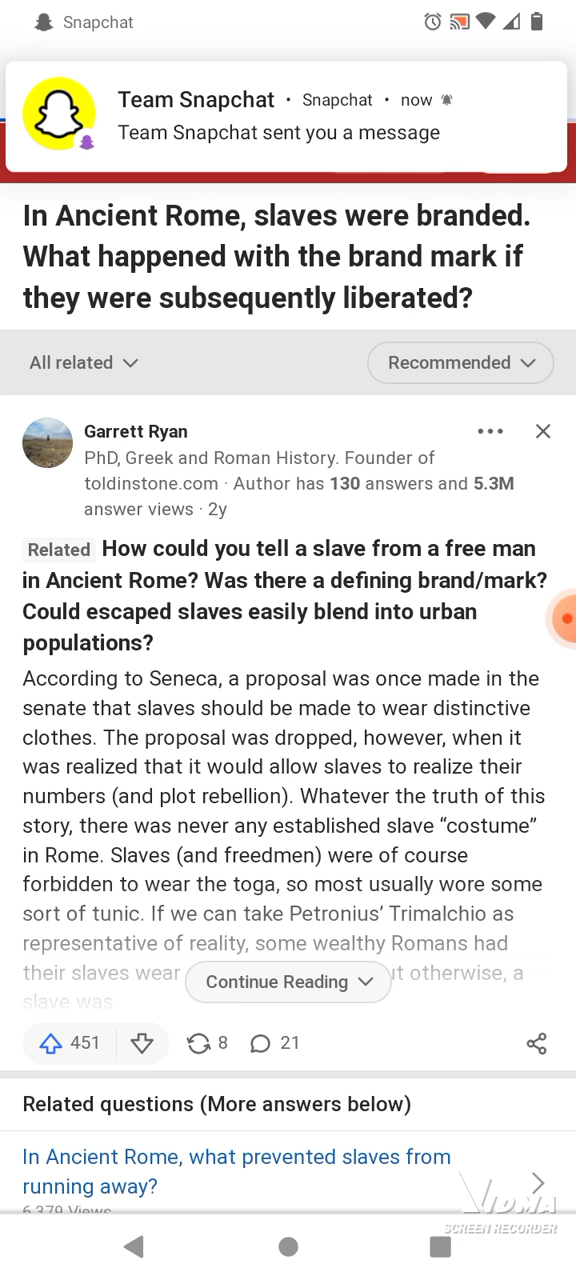 Snapchat
Team Snapchat • Snapchat • now
Team Snapchat sent you a message
In Ancient Rome, slaves were branded.
What happened with the brand mark if
they were subsequently liberated?
All related
Recommended
Garrett Ryan
PhD, Greek and Roman History. Founder of
toldinstone.com · Author has 130 answers and 5.3M
answer views · 2y
Related How could you tell a slave from a free man
in Ancient Rome? Was there a defining brand/mark?
Could escaped slaves easily blend into urban
populations?
According to Seneca, a proposal was once made in the
senate that slaves should be made to wear distinctive
clothes. The proposal was dropped, however, when it
was realized that it would allow slaves to realize their
numbers (and plot rebellion). Whatever the truth of this
story, there was never any established slave “costume”
in Rome. Slaves (and freedmen) were of course
forbidden to wear the toga, so most usually wore some
sort of tunic. If we can take Petronius’ Trimalchio as
representative of reality, some wealthy Romans had
their slaves wear Continue Reading otherwise, a
slave was
451 8 21
Related questions (More answers below)
In Ancient Rome, what prevented slaves from
running away?
6,379 Views
VIDMA
SCREEN RECORDER